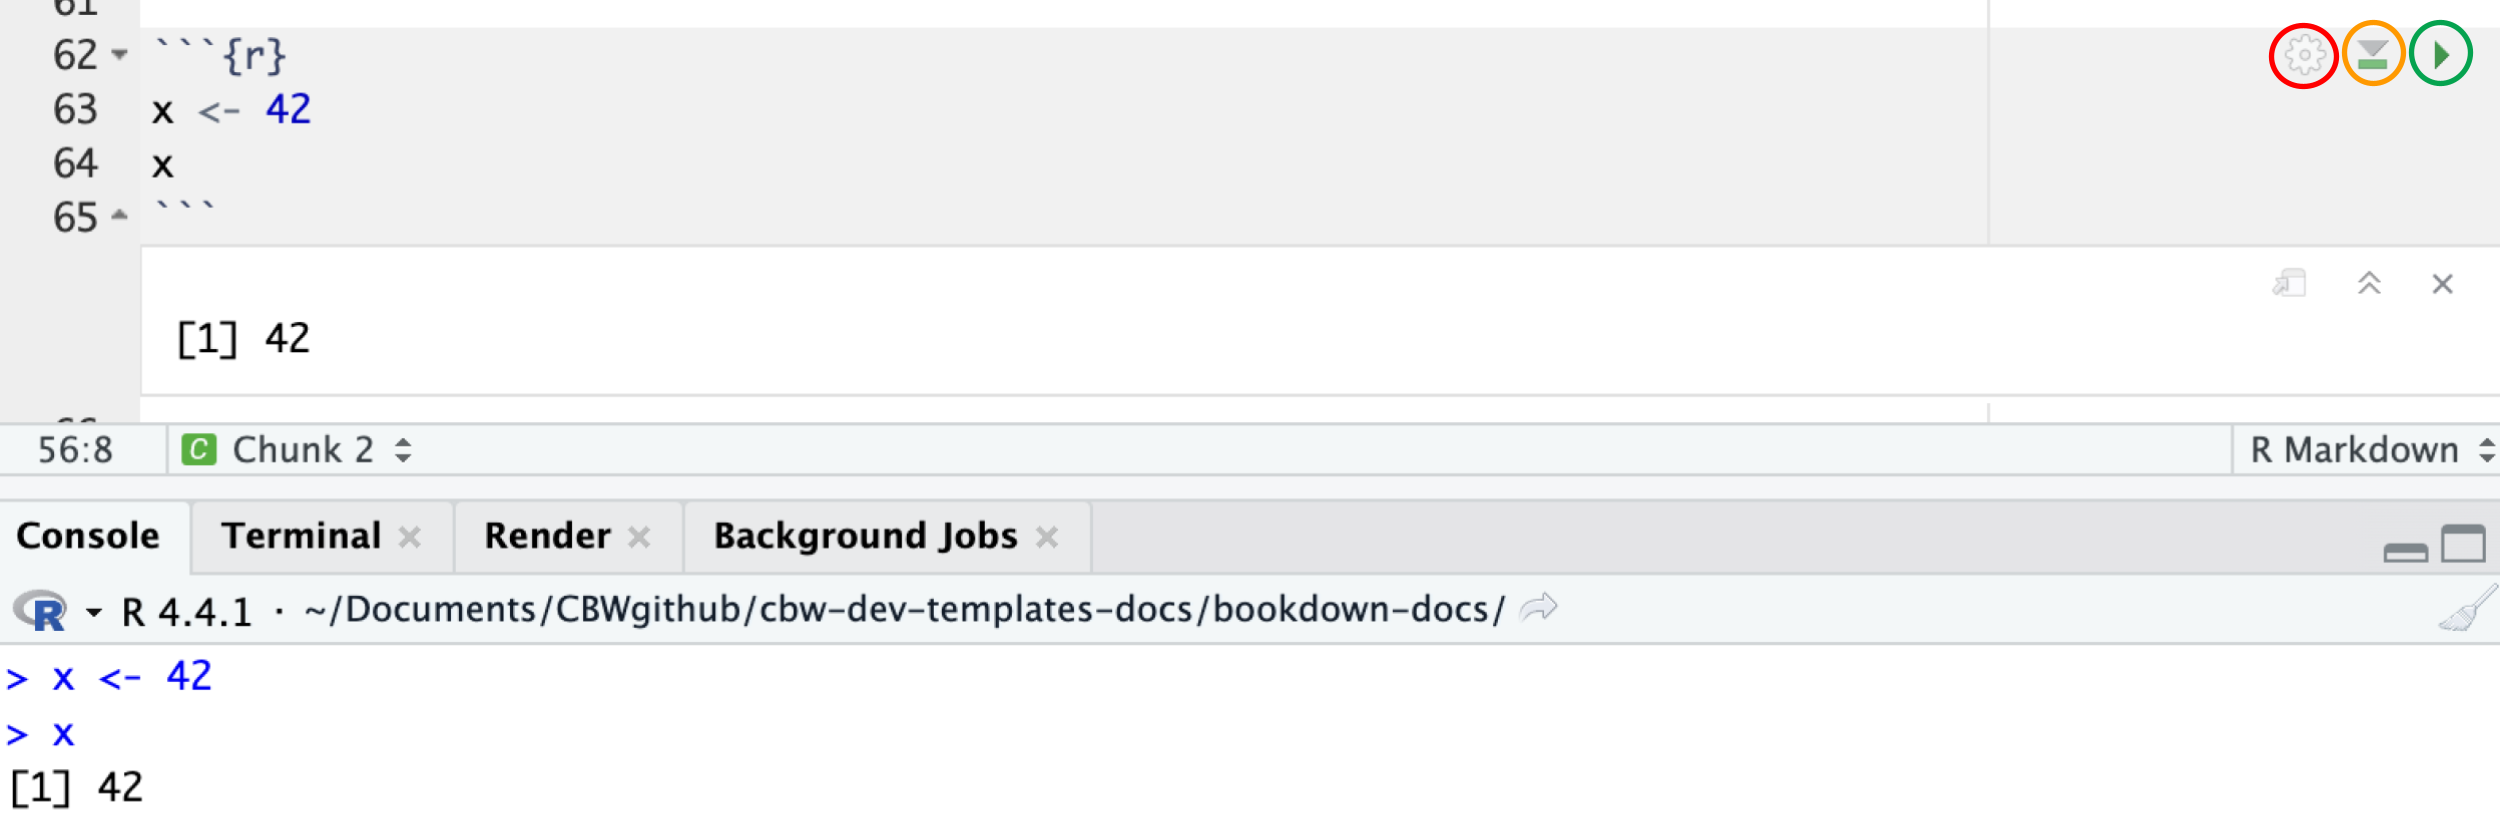 61
62 ```{r}
63 x <- 42
64 x
65 ```
[1] 42
56:8 C Chunk 2 R Markdown
Console Terminal Render Background Jobs
R R 4.4.1 · ~/Documents/CBWgithub/cbw-dev-templates-docs/bookdown-docs/
> x <- 42
> x
[1] 42